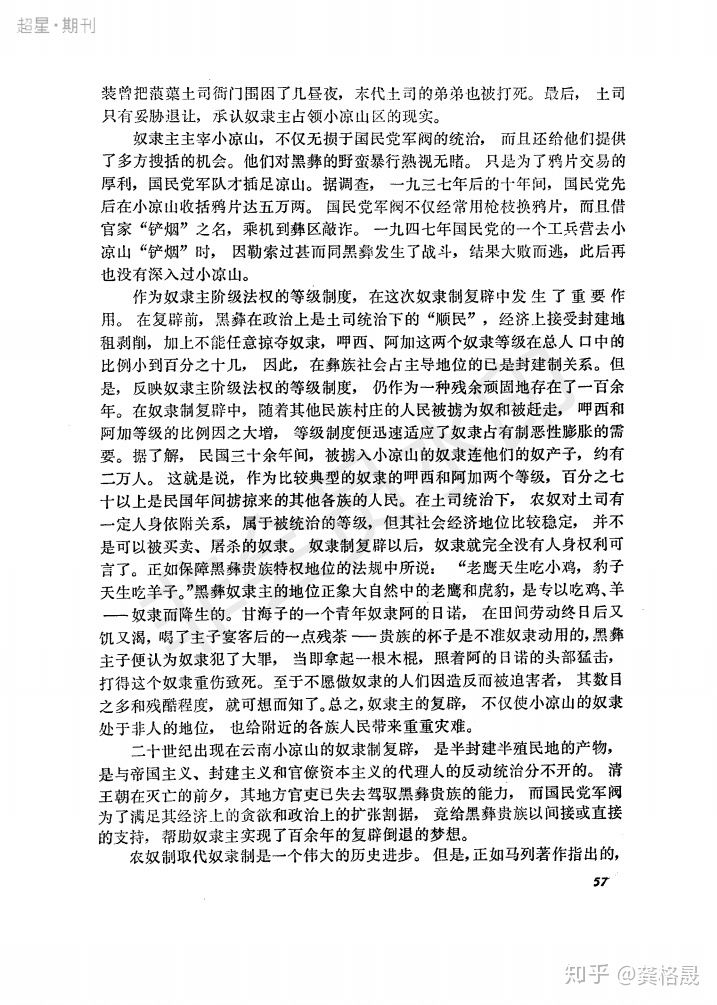 超星·期刊
装曾把蒗蕖土司衙门围困了几昼夜，末代土司的弟弟也被打死。最后，土司
只有妥胁退让，承认奴隶主占领小凉山区的现实。
奴隶主主宰小凉山，不仅无损于国民党军阀的统治，而且还给他们提供
了多方搜括的机会。他们对黑彝的野蛮暴行熟视无睹。只是为了鸦片交易的
厚利，国民党军队才插足凉山。据调查，一九三七年后的十年间，国民党先
后在小凉山收括鸦片达五万两。国民党军阀不仅经常用枪枝换鸦片，而且借
官家“铲烟”之名，乘机到彝区敲诈。一九四七年国民党的一个工兵营去小
凉山“铲烟”时，因勒索过甚而同黑彝发生了战斗，结果大败而逃，此后再
也没有深入过小凉山。
作为奴隶主阶级法权的等级制度，在这次奴隶制复辟中发生了重要作
用。在复辟前，黑彝在政治上是土司统治下的“顺民”，经济上接受封建地
租剥削，加上不能任意掠夺奴隶，呷西、阿加这两个奴隶等级在总人口中的
比例小到百分之十几，因此，在彝族社会占主导地位的已是封建制关系。但
是，反映奴隶主阶级法权的等级制度，仍作为一种残余顽固地存在了一百余
年。在奴隶制复辟中，随着其他民族村庄的人民被掳为奴和被赶走，呷西和
阿加等级的比例因之大增，等级制度便迅速适应了奴隶占有制恶性膨胀的需
要。据了解，民国三十余年间，被掳入小凉山的奴隶连他们的奴产子，约有
二万人。这就是说，作为比较典型的奴隶的呷西和阿加两个等级，百分之七
十以上是民国年间掳掠来的其他各族的人民。在土司统治下，农奴对土司有
一定人身依附关系，属于被统治的等级，但其社会经济地位比较稳定，并不
是可以被买卖、屠杀的奴隶。奴隶制复辟以后，奴隶就完全没有人身权利可
言了。正如保障黑彝贵族特权地位的法规中所说：“老鹰天生吃小鸡，豹子
天生吃羊子。”黑彝奴隶主的地位正象大自然中的老鹰和虎豹，是专以吃鸡、羊
——奴隶而降生的。甘海子的一个青年奴隶阿的日诺，在田间劳动终日后又
饥又渴，喝了主子宴客后的一点残茶——贵族的杯子是不准奴隶动用的，黑彝
主子便认为奴隶犯了大罪，当即拿起一根木棍，照着阿的日诺的头部猛击，
打得这个奴隶重伤致死。至于不愿做奴隶的人们因造反而被迫害者，其数目
之多和残酷程度，就可想而知了。总之，奴隶主的复辟，不仅使小凉山的奴隶
处于非人的地位，也给附近的各族人民带来重重灾难。
二十世纪出现在云南小凉山的奴隶制复辟，是半封建半殖民地的产物，
是与帝国主义、封建主义和官僚资本主义的代理人的反动统治分不开的。清
王朝在灭亡的前夕，其地方官吏已失去驾驭黑彝贵族的能力，而国民党军阀
为了满足其经济上的贪欲和政治上的扩张割据，竟给黑彝贵族以间接或直接
的支持，帮助奴隶主实现了百余年的复辟倒退的梦想。
农奴制取代奴隶制是一个伟大的历史进步。但是，正如马列著作指出的，
57
知乎 @龚格晟